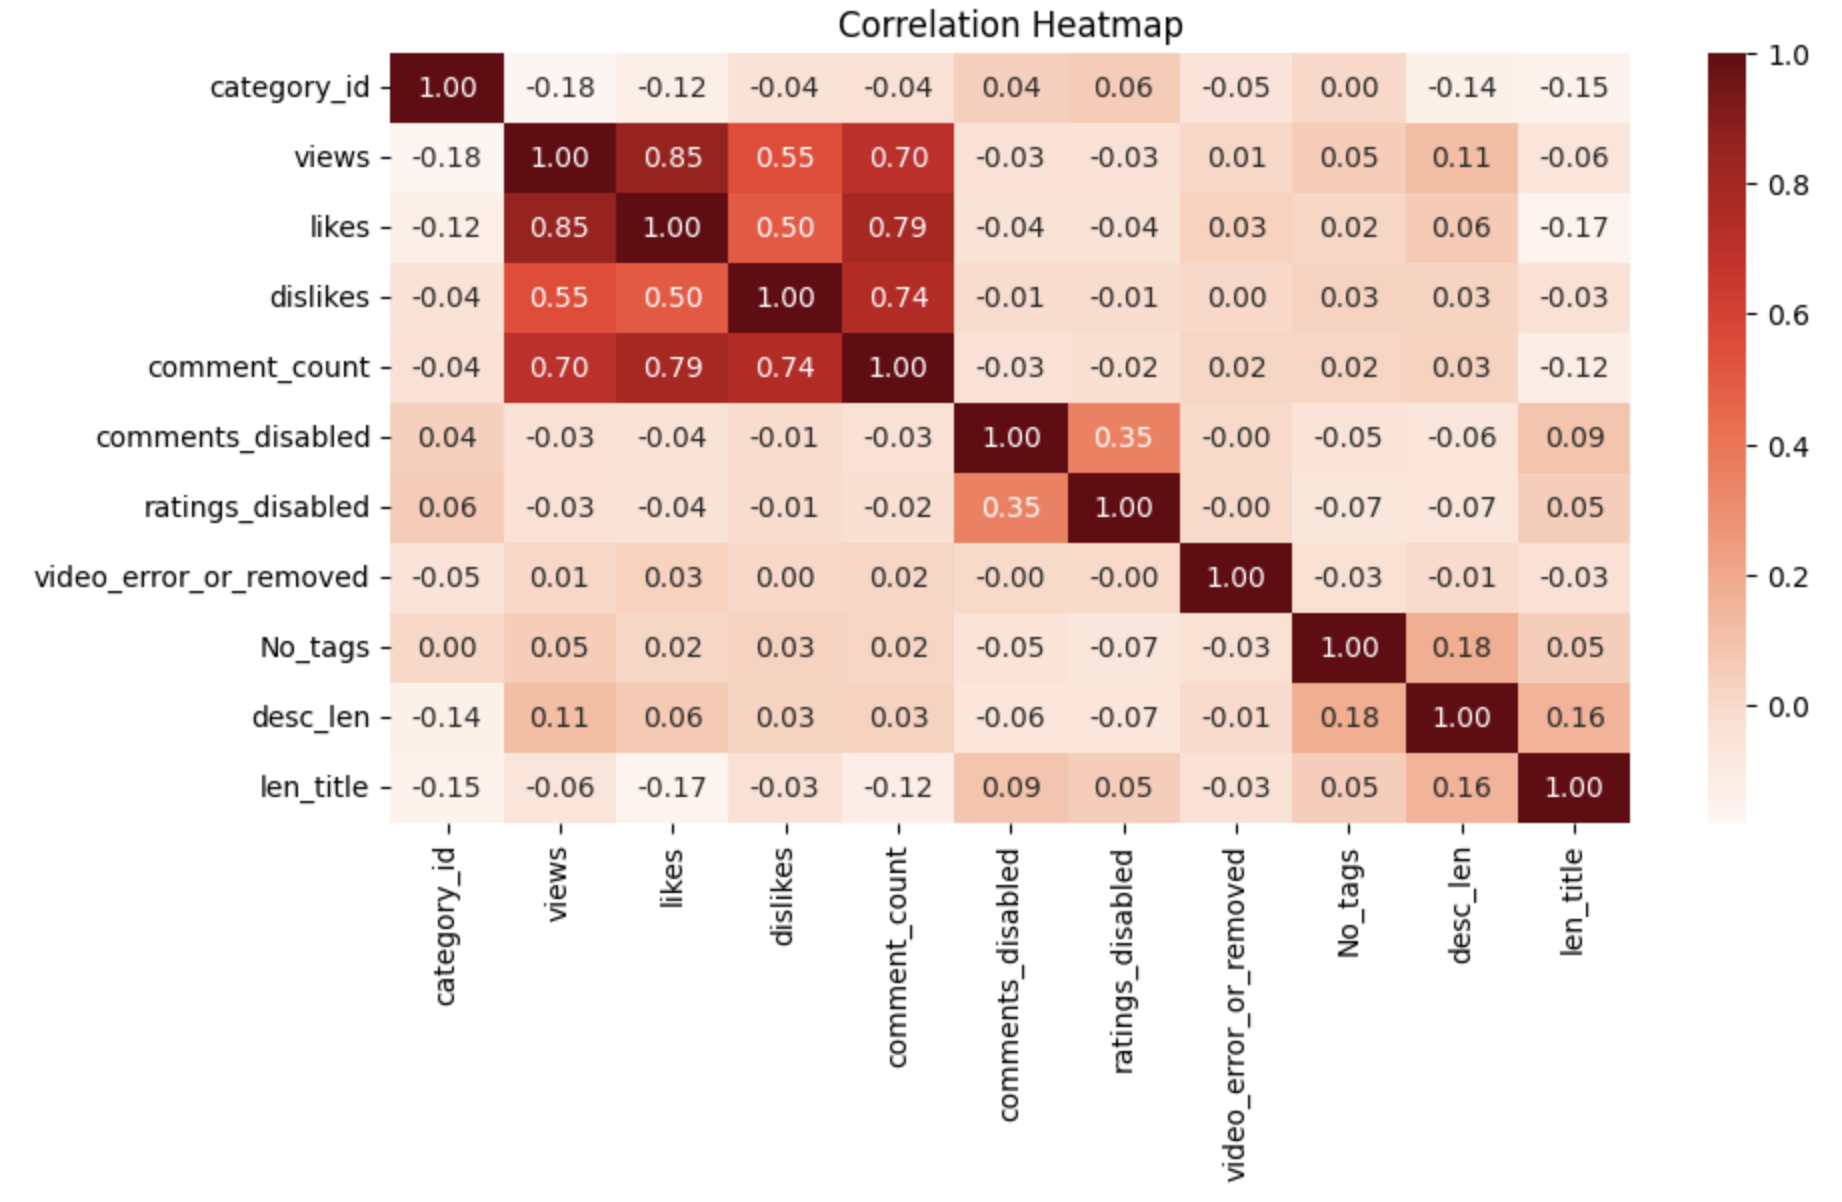 Correlation Heatmap
category_id 1.00 -0.18 -0.12 -0.04 -0.04 0.04 0.06 -0.05 0.00 -0.14 -0.15
views -0.18 1.00 0.85 0.55 0.70 -0.03 -0.03 0.01 0.05 0.11 -0.06
likes -0.12 0.85 1.00 0.50 0.79 -0.04 -0.04 0.03 0.02 0.06 -0.17
dislikes -0.04 0.55 0.50 1.00 0.74 -0.01 -0.01 0.00 0.03 0.03 -0.03
comment_count -0.04 0.70 0.79 0.74 1.00 -0.03 -0.02 0.02 0.02 0.03 -0.12
comments_disabled 0.04 -0.03 -0.04 -0.01 -0.03 1.00 0.35 -0.00 -0.05 -0.06 0.09
ratings_disabled 0.06 -0.03 -0.04 -0.01 -0.02 0.35 1.00 -0.00 -0.07 -0.07 0.05
video_error_or_removed -0.05 0.01 0.03 0.00 0.02 -0.00 -0.00 1.00 -0.03 -0.01 -0.03
No_tags 0.00 0.05 0.02 0.03 0.02 -0.05 -0.07 -0.03 1.00 0.18 0.05
desc_len -0.14 0.11 0.06 0.03 0.03 -0.06 -0.07 -0.01 0.18 1.00 0.16
len_title -0.15 -0.06 -0.17 -0.03 -0.12 0.09 0.05 -0.03 0.05 0.16 1.00
category_id
views
likes
dislikes
comment_count
comments_disabled
ratings_disabled
video_error_or_removed
No_tags
desc_len
len_title
1.0
0.8
0.6
0.4
0.2
0.0